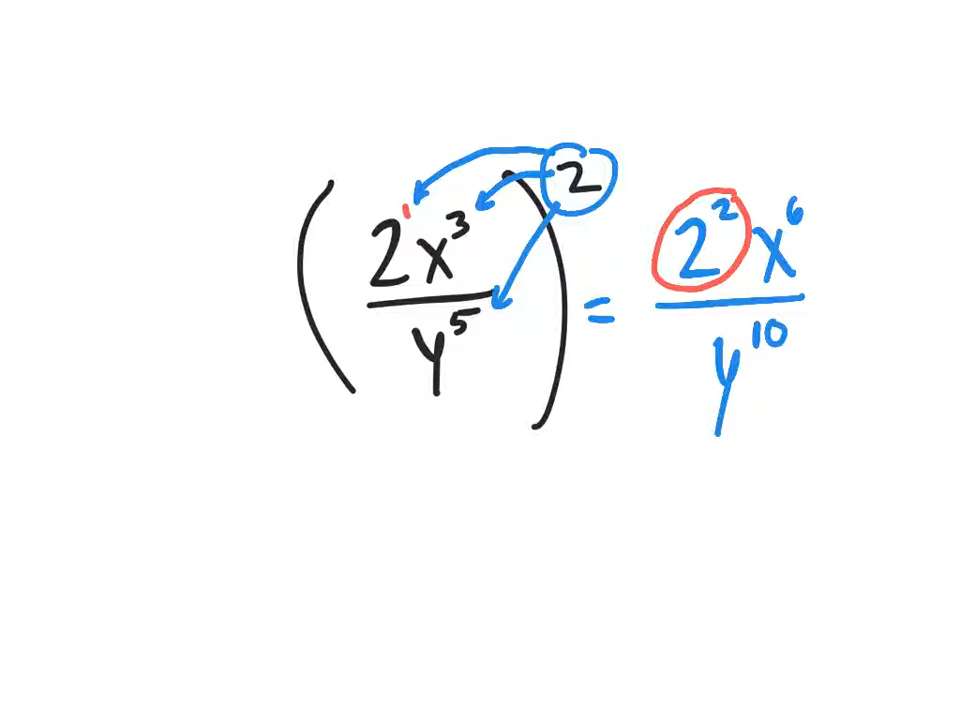 (2¹x³/y⁵)² = 2²x⁶/y¹⁰